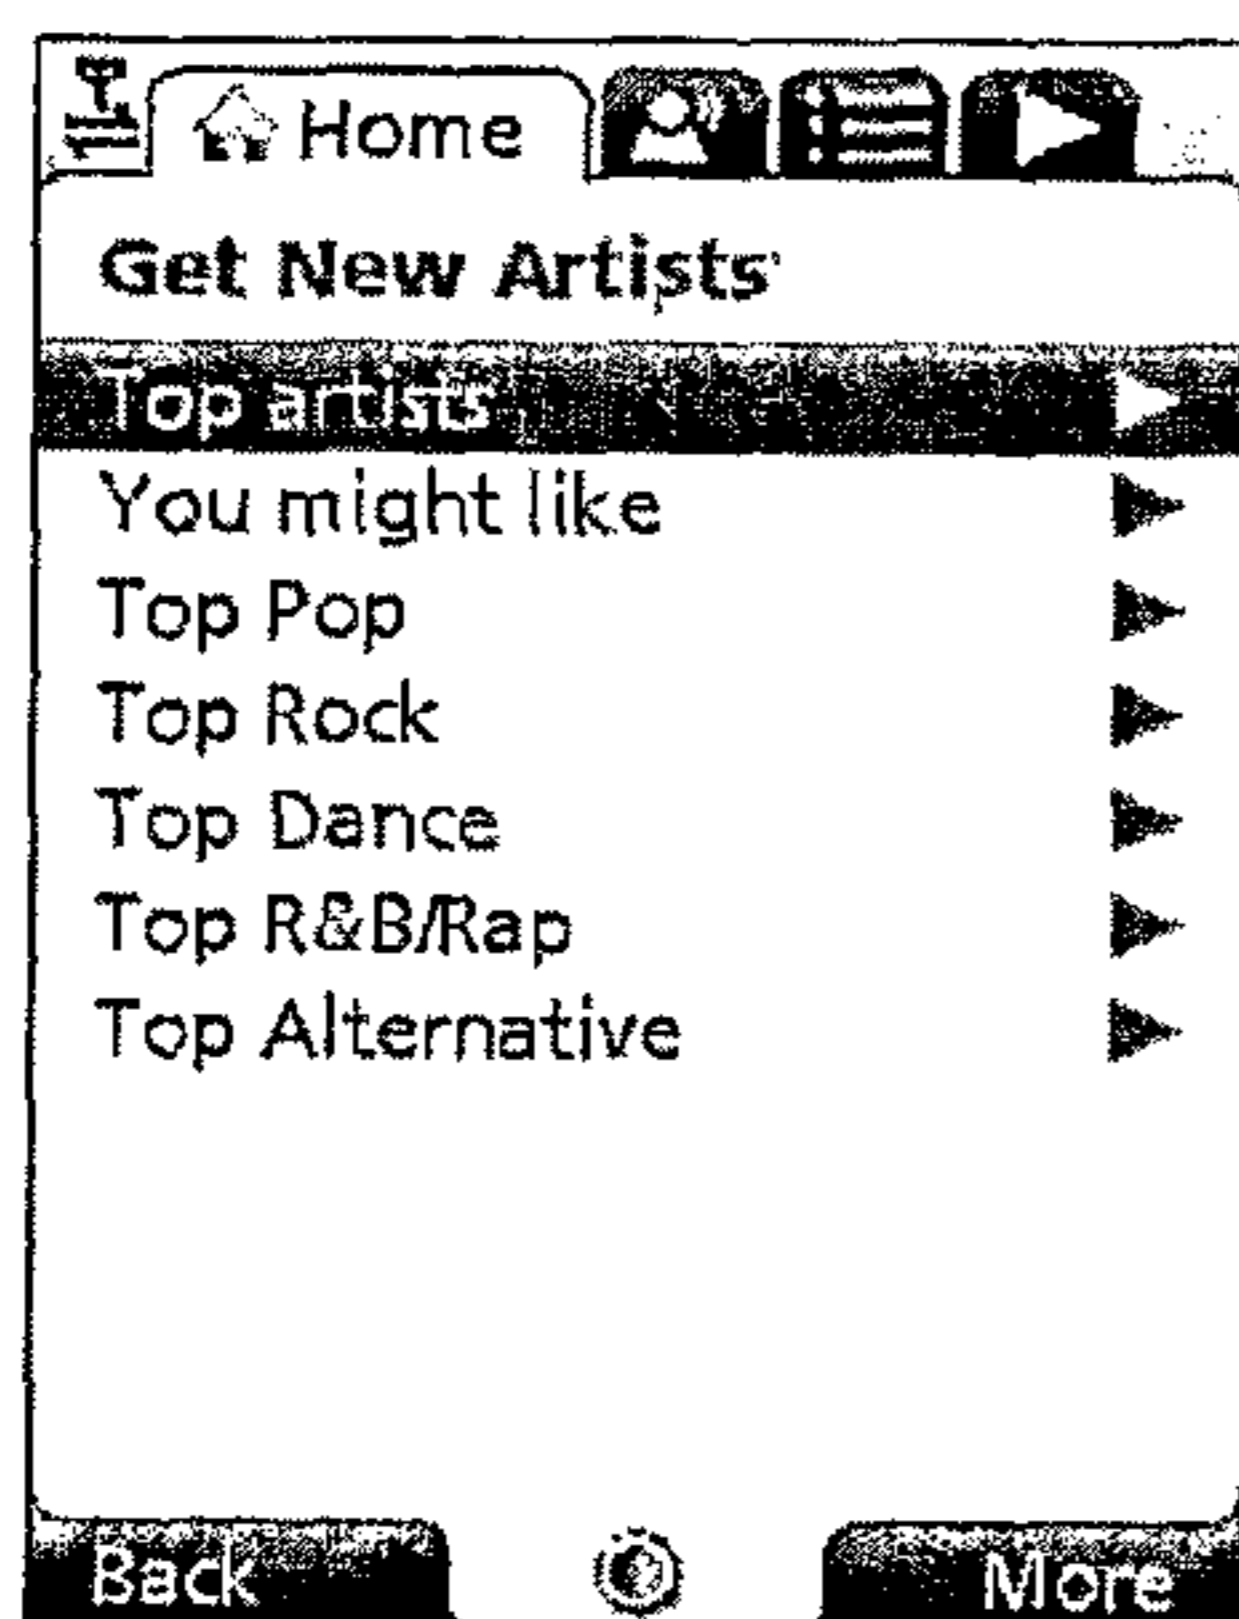 Home
Get New Artists
Top artists
You might like
Top Pop
Top Rock
Top Dance
Top R&B/Rap
Top Alternative
Back
More